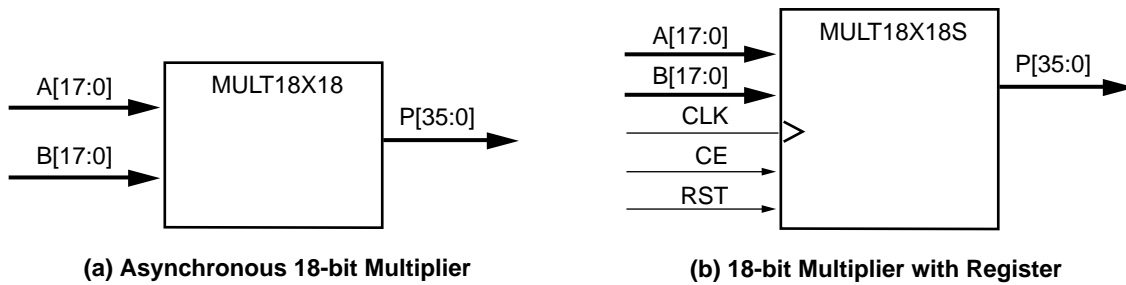 A[17:0]
B[17:0]
MULT18X18
P[35:0]
(a) Asynchronous 18-bit Multiplier
A[17:0]
B[17:0]
CLK
CE
RST
MULT18X18S
P[35:0]
(b) 18-bit Multiplier with Register